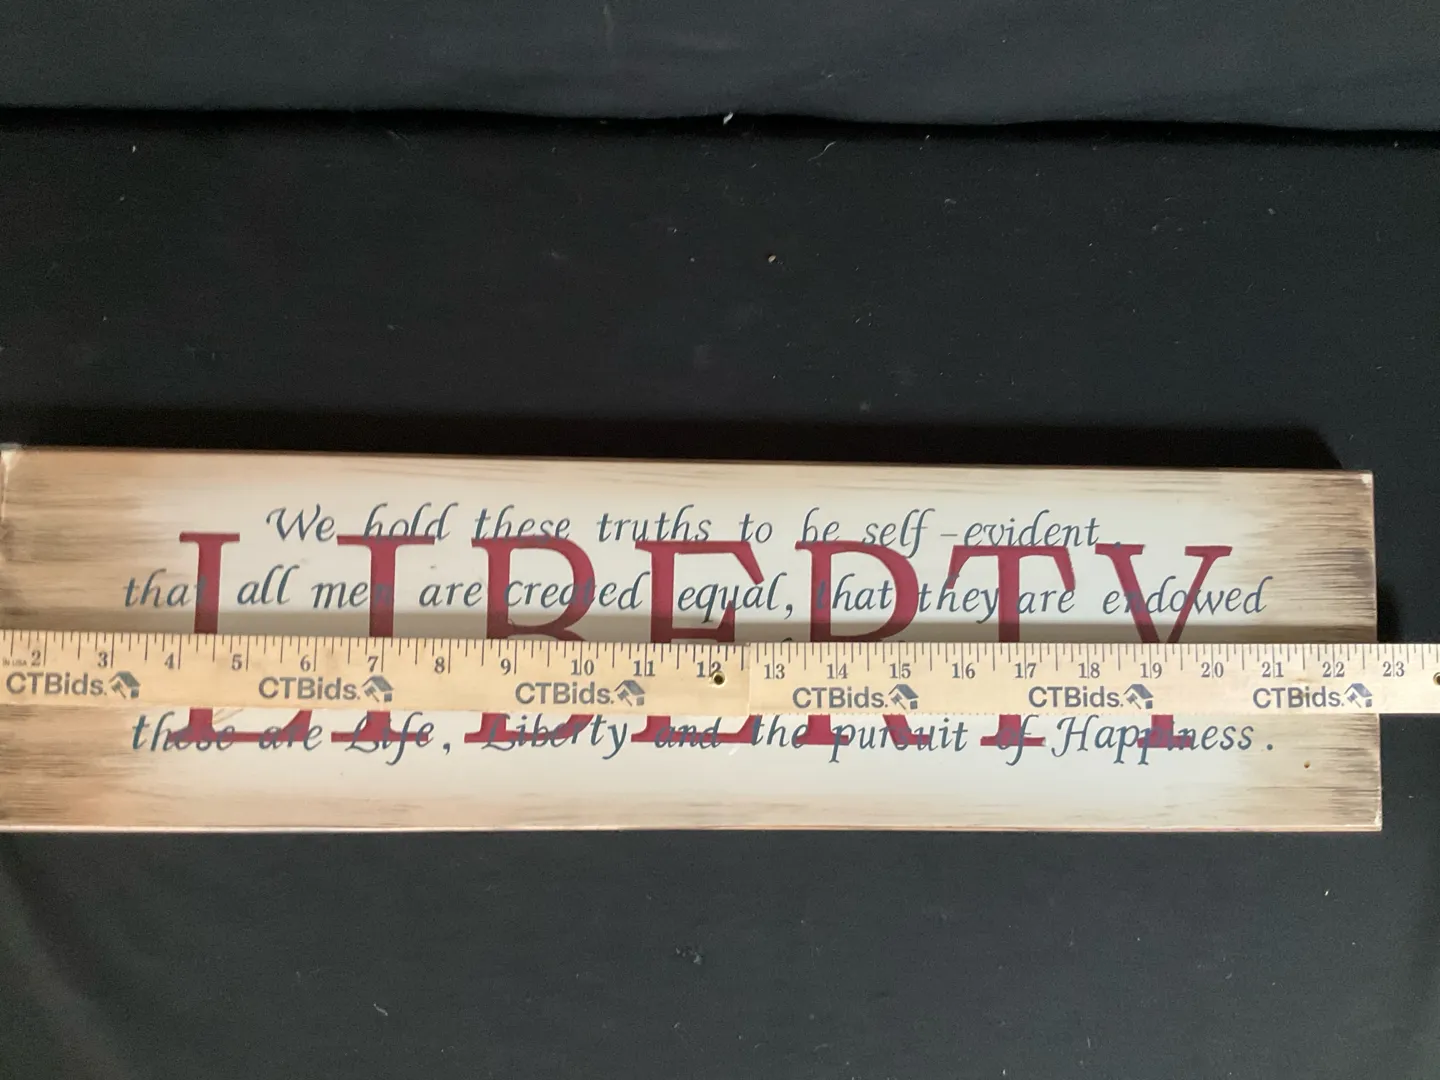 We hold these truths to be self-evident,
LIBERTY
that all men are created equal, that they are endowed
IN USA 2 3 4 5 6 7 8 9 10 11 12 13 14 15 16 17 18 19 20 21 22 23
CTBids. CTBids. CTBids. CTBids. CTBids. CTBids.
these are Life, Liberty and the pursuit of Happiness.